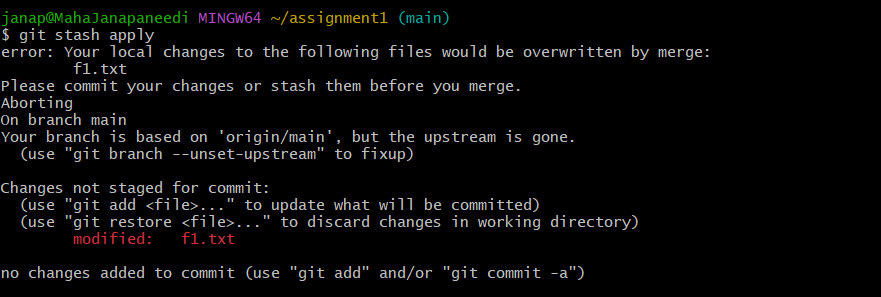 janap@MahaJanapaneedi MINGW64 ~/assignment1 (main)
$ git stash apply
error: Your local changes to the following files would be overwritten by merge:
        f1.txt
Please commit your changes or stash them before you merge.
Aborting
On branch main
Your branch is based on 'origin/main', but the upstream is gone.
  (use "git branch --unset-upstream" to fixup)

Changes not staged for commit:
  (use "git add <file>..." to update what will be committed)
  (use "git restore <file>..." to discard changes in working directory)
        modified:   f1.txt

no changes added to commit (use "git add" and/or "git commit -a")